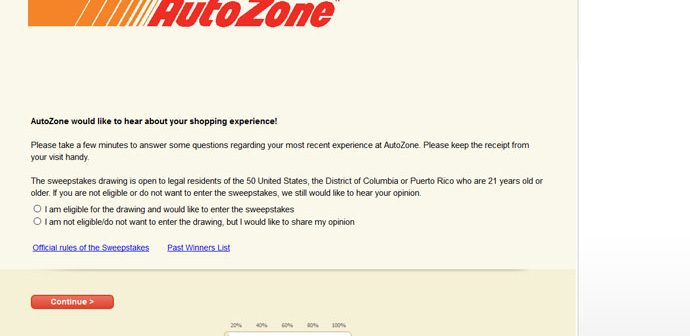 AutoZone
AutoZone would like to hear about your shopping experience!
Please take a few minutes to answer some questions regarding your most recent experience at AutoZone. Please keep the receipt from
your visit handy.
The sweepstakes drawing is open to legal residents of the 50 United States, the District of Columbia or Puerto Rico who are 21 years old or
older. If you are not eligible or do not want to enter the sweepstakes, we still would like to hear your opinion.
I am eligible for the drawing and would like to enter the sweepstakes
I am not eligible/do not want to enter the drawing, but I would like to share my opinion
Official rules of the Sweepstakes Past Winners List
Continue >
20% 40% 60% 80% 100%